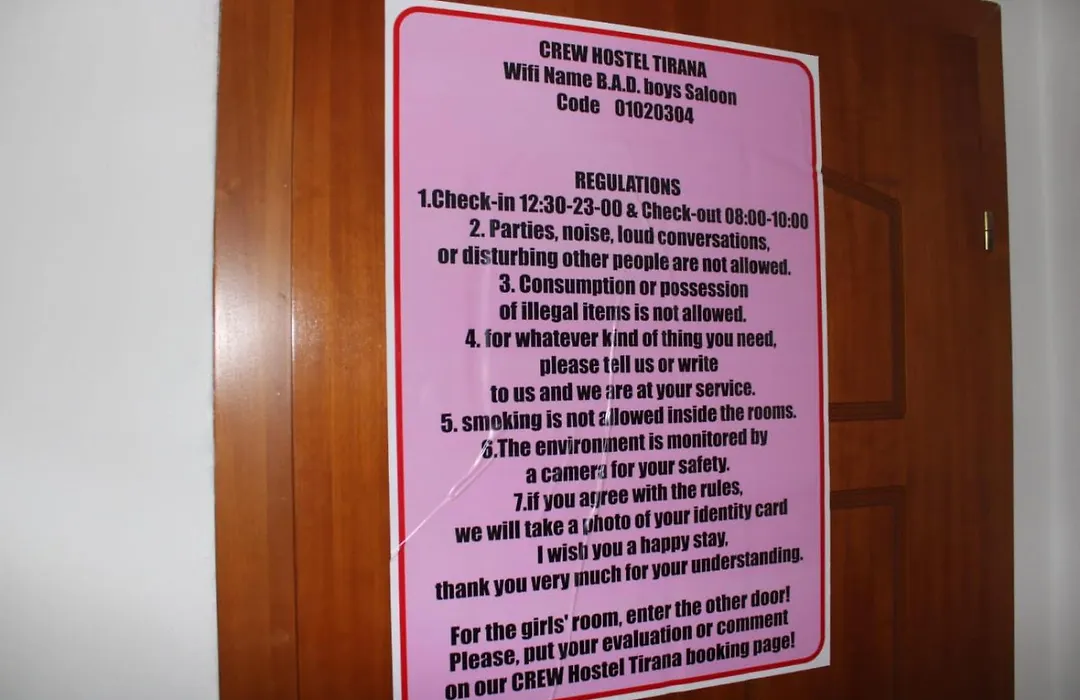 CREW HOSTEL TIRANA
Wifi Name B.A.D. boys Saloon
Code 01020304
REGULATIONS
1.Check-in 12:30-23-00 & Check-out 08:00-10:00
2. Parties, noise, loud conversations,
or disturbing other people are not allowed.
3. Consumption or possession
of illegal items is not allowed.
4. for whatever kind of thing you need,
please tell us or write
to us and we are at your service.
5. smoking is not allowed inside the rooms.
6.The environment is monitored by
a camera for your safety.
7.if you agree with the rules,
we will take a photo of your identity card
I wish you a happy stay,
thank you very much for your understanding.
For the girls' room, enter the other door!
Please, put your evaluation or comment
on our CREW Hostel Tirana booking page!